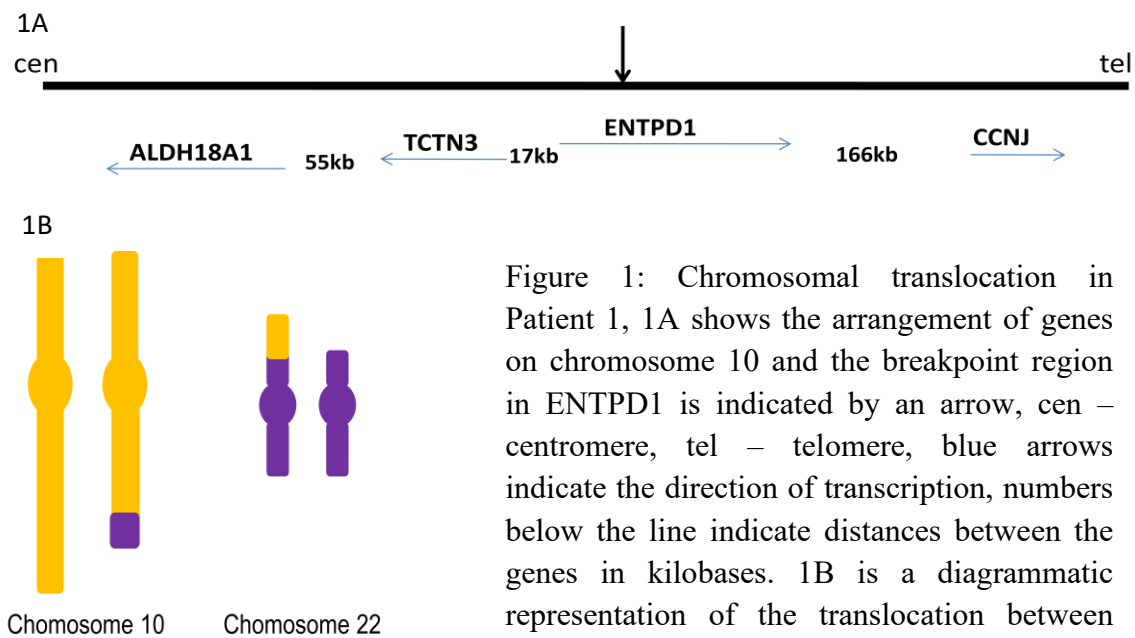 1A
cen tel
ENTPD1
TCTN3 CCNJ
ALDH18A1 55kb 17kb 166kb
1B
Figure 1: Chromosomal translocation in
Patient 1, 1A shows the arrangement of genes
on chromosome 10 and the breakpoint region
in ENTPD1 is indicated by an arrow, cen –
centromere, tel – telomere, blue arrows
indicate the direction of transcription, numbers
below the line indicate distances between the
genes in kilobases. 1B is a diagrammatic
representation of the translocation between
Chromosome 10 Chromosome 22